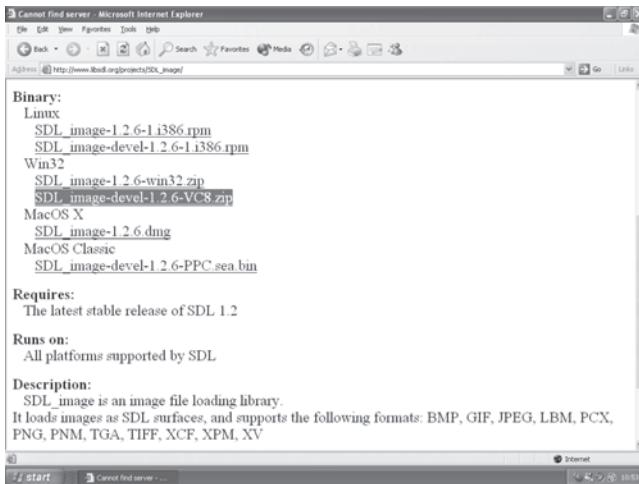 Cannot find server - Microsoft Internet Explorer
File Edit View Favorites Tools Help
Back Search Favorites Media
Address http://www.libsdl.org/projects/SDL_image/ Go Links
Binary:
Linux
SDL_image-1.2.6-1.i386.rpm
SDL_image-devel-1.2.6-1.i386.rpm
Win32
SDL_image-1.2.6-win32.zip
SDL_image-devel-1.2.6-VC8.zip
MacOS X
SDL_image-1.2.6.dmg
MacOS Classic
SDL_image-devel-1.2.6-PPC.sea.bin
Requires:
The latest stable release of SDL 1.2
Runs on:
All platforms supported by SDL
Description:
SDL_image is an image file loading library.
It loads images as SDL surfaces, and supports the following formats: BMP, GIF, JPEG, LBM, PCX,
PNG, PNM, TGA, TIFF, XCF, XPM, XV
Internet
start Cannot find server - ...